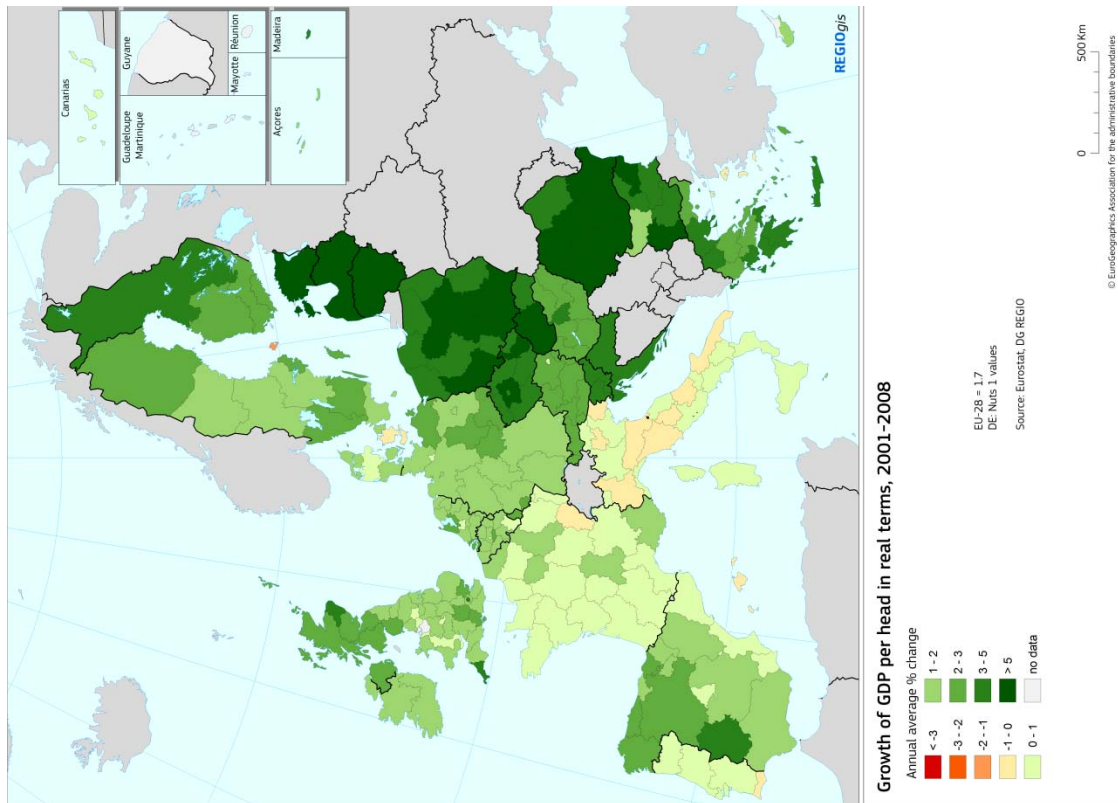 Canarias
Guadeloupe
Martinique
Guyane
Mayotte
Réunion
Açores
Madeira
REGIOgis
Growth of GDP per head in real terms, 2001-2008
Annual average % change
< -3
-3 - -2
-2 - -1
-1 - 0
0 - 1
1 - 2
2 - 3
3 - 5
> 5
no data
EU-28 = 1.7
DE: Nuts 1 values
Source: Eurostat, DG REGIO
0 500 Km
© EuroGeographics Association for the administrative boundaries